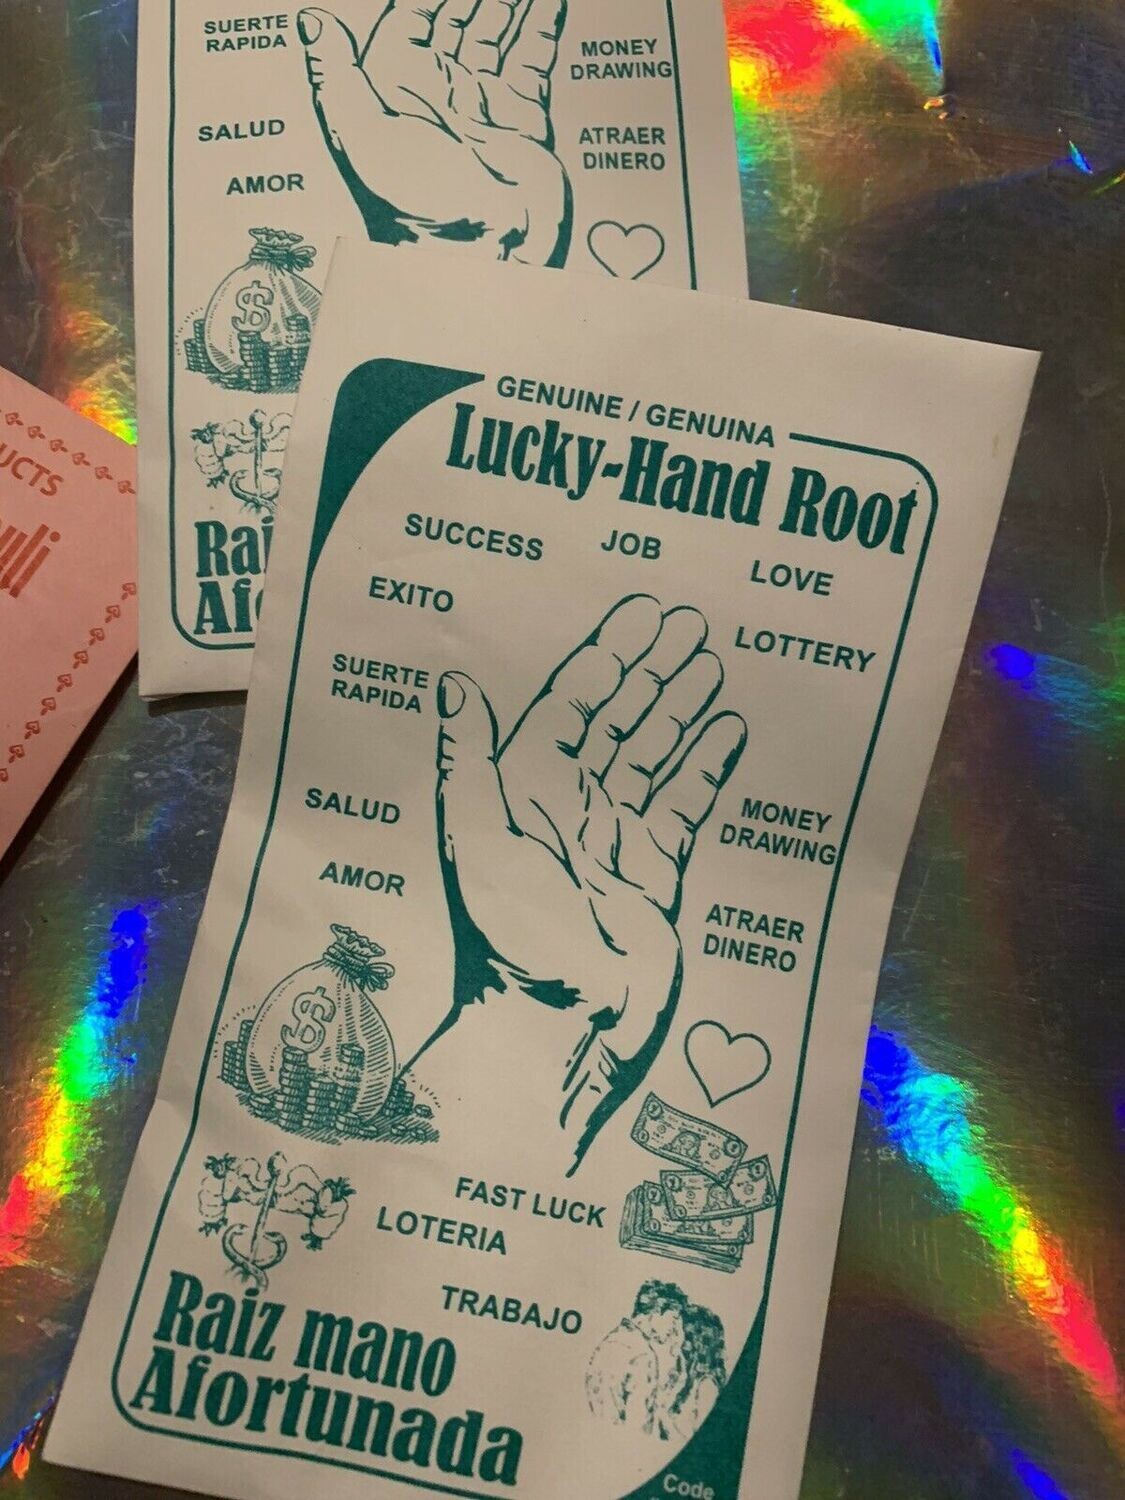 SUERTE
RAPIDA
MONEY
DRAWING
SALUD
ATRAER
DINERO
AMOR
$
GENUINE / GENUINA
Lucky-Hand Root
SUCCESS
JOB
LOVE
EXITO
LOTTERY
SUERTE
RAPIDA
SALUD
MONEY
DRAWING
AMOR
ATRAER
DINERO
$
FAST LUCK
LOTERIA
TRABAJO
Raiz mano
Afortunada
Code